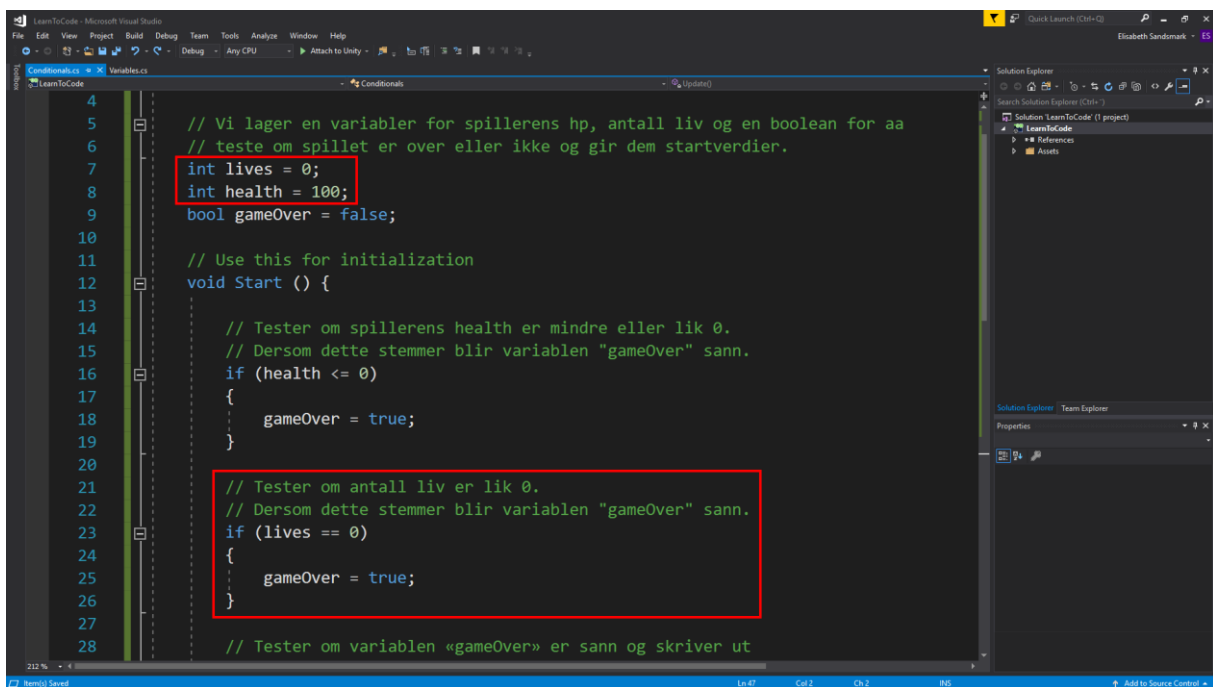 LearnToCode - Microsoft Visual Studio
Quick Launch (Ctrl+Q)
File Edit View Project Build Debug Team Tools Analyze Window Help
Elisabeth Sandsmark ES
Debug Any CPU Attach to Unity
Toolbox
Conditionals.cs Variables.cs
LearnToCode Conditionals Update()
4
5 // Vi lager en variabler for spillerens hp, antall liv og en boolean for aa
6 // teste om spillet er over eller ikke og gir dem startverdier.
7 int lives = 0;
8 int health = 100;
9 bool gameOver = false;
10
11 // Use this for initialization
12 void Start () {
13
14 // Tester om spillerens health er mindre eller lik 0.
15 // Dersom dette stemmer blir variablen "gameOver" sann.
16 if (health <= 0)
17 {
18 gameOver = true;
19 }
20
21 // Tester om antall liv er lik 0.
22 // Dersom dette stemmer blir variablen "gameOver" sann.
23 if (lives == 0)
24 {
25 gameOver = true;
26 }
27
28 // Tester om variablen «gameOver» er sann og skriver ut
212 %
Solution Explorer
Search Solution Explorer (Ctrl+¨)
Solution 'LearnToCode' (1 project)
LearnToCode
References
Assets
Solution Explorer Team Explorer
Properties
Item(s) Saved Ln 47 Col 2 Ch 2 INS Add to Source Control